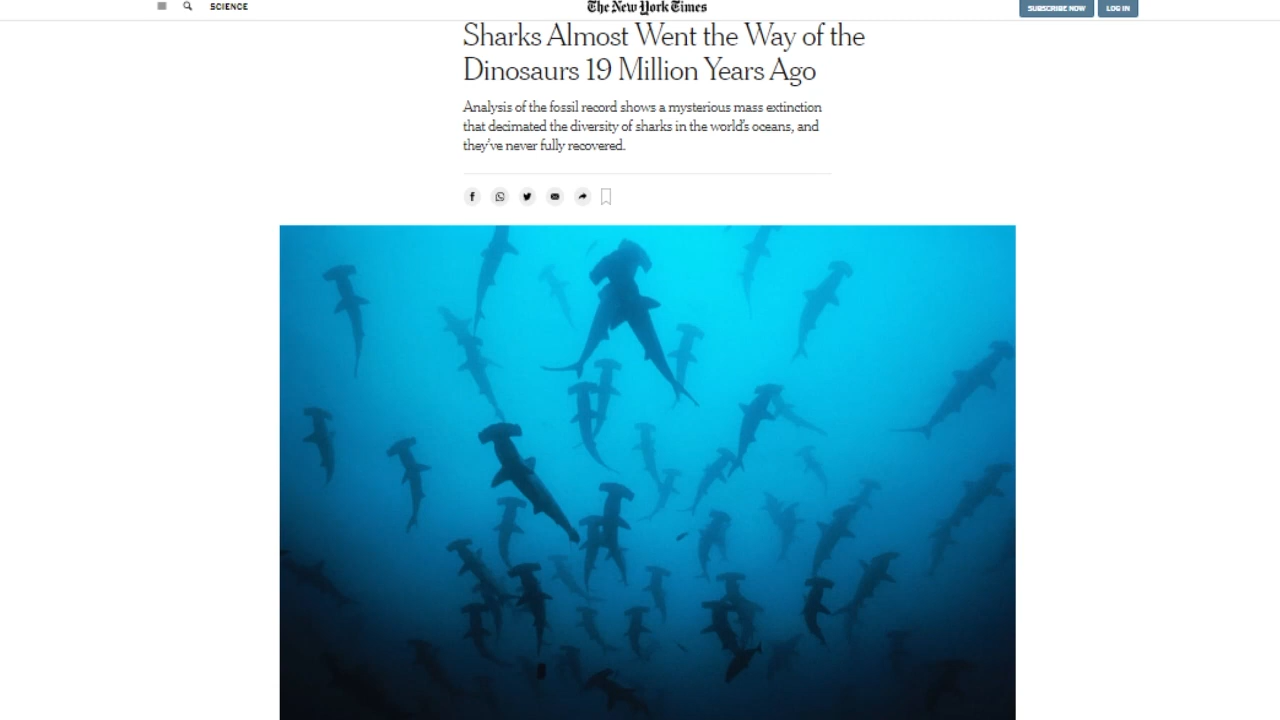 SCIENCE
The New York Times
SUBSCRIBE NOW
LOG IN
Sharks Almost Went the Way of the
Dinosaurs 19 Million Years Ago
Analysis of the fossil record shows a mysterious mass extinction
that decimated the diversity of sharks in the world's oceans, and
they've never fully recovered.